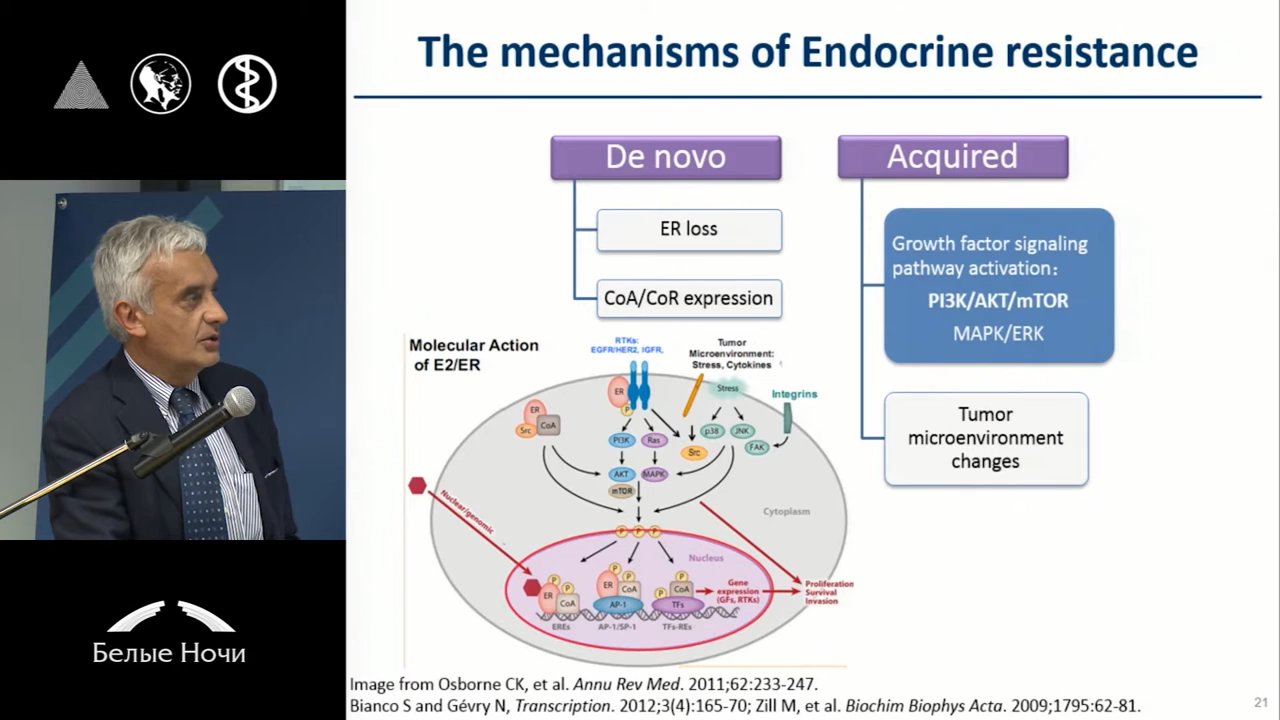 The mechanisms of Endocrine resistance
De novo
ER loss
CoA/CoR expression
Acquired
Growth factor signaling
pathway activation:
PI3K/AKT/mTOR
MAPK/ERK
Tumor
microenvironment
changes
Molecular Action
of E2/ER
RTKs:
EGFR/HER2, IGFR,
Tumor
Microenvironment:
Stress, Cytokines
Stress
Integrins
ER
P
ER
Src
CoA
PI3K
Ras
Src
p38
JNK
FAK
AKT
MAPK
mTOR
Nuclear/genomic
Cytoplasm
P P P
Nucleus
P P
ER
CoA
EREs
P P
ER
CoA
AP-1
AP-1/SP-1
P P
CoA
TFs
TFs-REs
Gene
expression
(GFs, RTKs)
Proliferation
Survival
Invasion
Белые Ночи
Image from Osborne CK, et al. Annu Rev Med. 2011;62:233-247.
Bianco S and Gévry N, Transcription. 2012;3(4):165-70; Zill M, et al. Biochim Biophys Acta. 2009;1795:62-81.
21